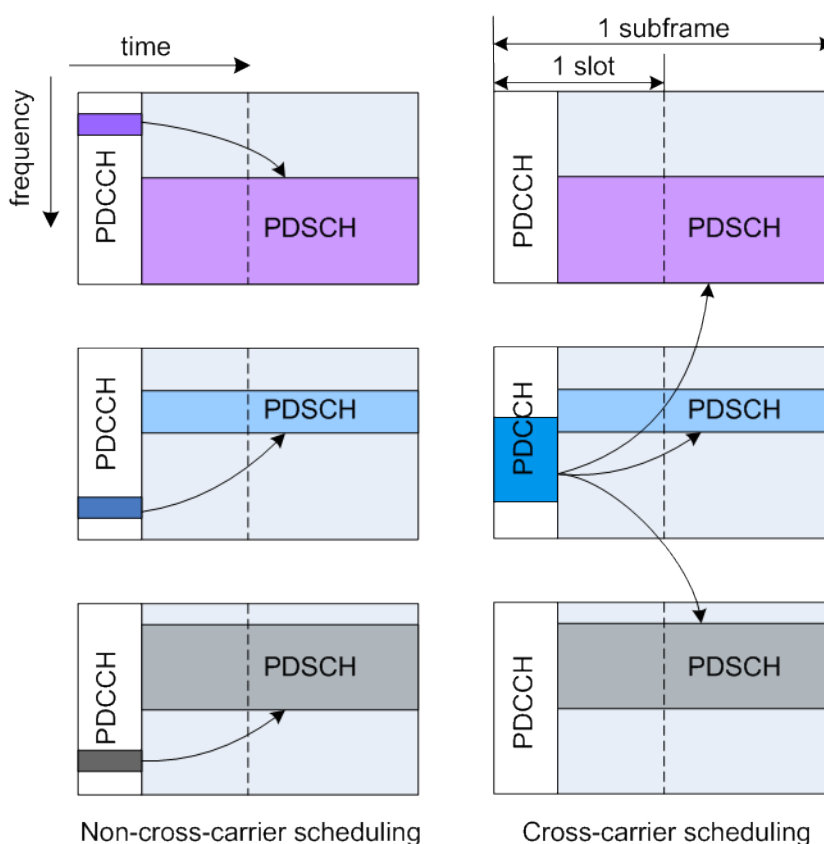 time
1 subframe
1 slot
frequency
PDCCH
PDSCH
PDCCH
PDSCH
PDCCH
PDSCH
PDCCH
PDSCH
PDCCH
PDSCH
PDCCH
PDSCH
Non-cross-carrier scheduling
Cross-carrier scheduling